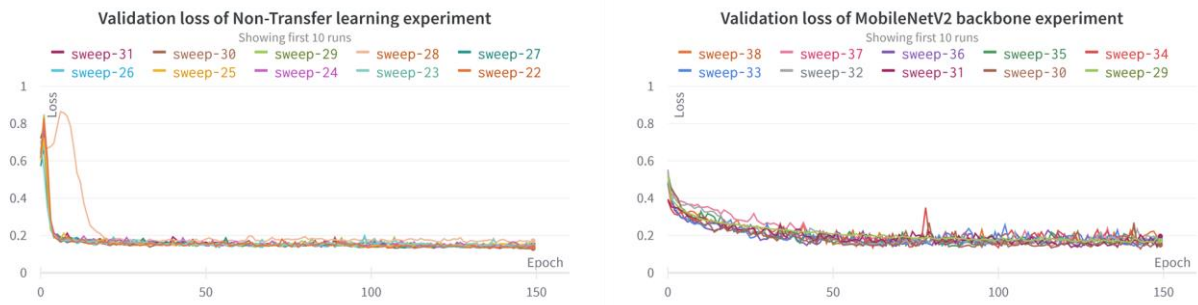 Validation loss of Non-Transfer learning experiment
Showing first 10 runs
sweep-31 sweep-30 sweep-29 sweep-28 sweep-27
sweep-26 sweep-25 sweep-24 sweep-23 sweep-22
Loss
1
0.8
0.6
0.4
0.2
0
0 50 100 150
Epoch
Validation loss of MobileNetV2 backbone experiment
Showing first 10 runs
sweep-38 sweep-37 sweep-36 sweep-35 sweep-34
sweep-33 sweep-32 sweep-31 sweep-30 sweep-29
Loss
1
0.8
0.6
0.4
0.2
0
0 50 100 150
Epoch